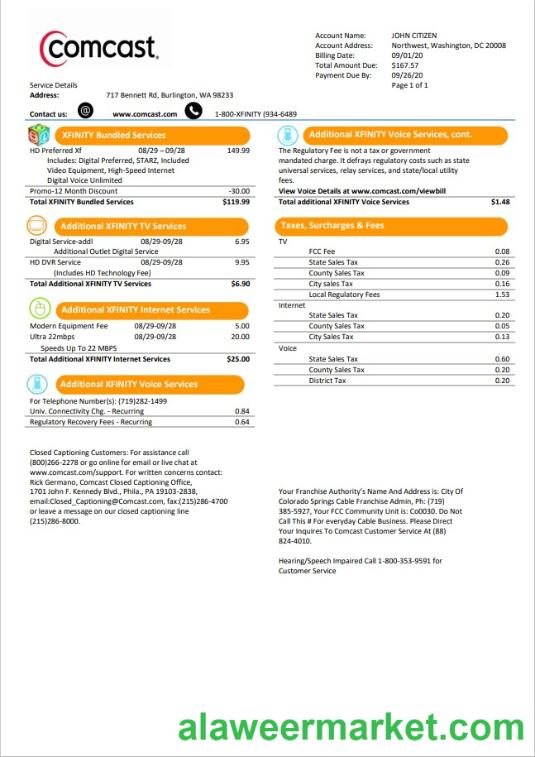 comcast.
Account Name: JOHN CITIZEN
Account Address: Northwest, Washington, DC 20008
Billing Date: 09/01/20
Total Amount Due: $167.57
Payment Due By: 09/26/20
Page 1 of 1
Service Details
Address: 717 Bennett Rd, Burlington, WA 98233
Contact us: @ www.comcast.com 1-800-XFINITY (934-6489
XFINITY Bundled Services
HD Preferred Xf 08/29 – 09/28 149.99
Includes: Digital Preferred, STARZ, Included
Video Equipment, High-Speed Internet
Digital Voice Unlimited
Promo-12 Month Discount -30.00
Total XFINITY Bundled Services $119.99
Additional XFINITY TV Services
Digital Service-addl 08/29-09/28 6.95
Additional Outlet Digital Service
HD DVR Service 08/29-09/28 9.95
(Includes HD Technology Fee)
Total Additional XFINITY TV Services $6.90
Additional XFINITY Internet Services
Modern Equipment Fee 08/29-09/28 5.00
Ultra 22mbps 08/29-09/28 20.00
Speeds Up To 22 MBPS
Total Additional XFINITY Internet Services $25.00
Additional XFINITY Voice Services
For Telephone Number(s): (719)282-1499
Univ. Connectivity Chg. - Recurring 0.84
Regulatory Recovery Fees - Recurring 0.64
Closed Captioning Customers: For assistance call
(800)266-2278 or go online for email or live chat at
www.comcast.com/support. For written concerns contact:
Rick Germano, Comcast Closed Captioning Office,
1701 John F. Kennedy Blvd., Phila., PA 19103-2838,
email:Closed_Captioning@Comcast.com, fax:(215)286-4700
or leave a message on our closed captioning line
(215)286-8000.
Additional XFINITY Voice Services, cont.
The Regulatory Fee is not a tax or government
mandated charge. It defrays regulatory costs such as state
universal services, relay services, and state/local utility
fees.
View Voice Details at www.comcast.com/viewbill
Total additional XFINITY Voice Services $1.48
Taxes, Surcharges & Fees
TV
FCC Fee 0.08
State Sales Tax 0.26
County Sales Tax 0.09
City sales Tax 0.16
Local Regulatory Fees 1.53
Internet
State Sales Tax 0.20
County Sales Tax 0.05
City Sales Tax 0.13
Voice
State Sales Tax 0.60
County Sales Tax 0.20
District Tax 0.20
Your Franchise Authority's Name And Address is: City Of
Colorado Springs Cable Franchise Admin, Ph: (719)
385-5927, Your FCC Community Unit is: Co0030. Do Not
Call This # For everyday Cable Business. Please Direct
Your Inquires To Comcast Customer Service At (88)
824-4010.
Hearing/Speech Impaired Call 1-800-353-9591 for
Customer Service
alaweermarket.com